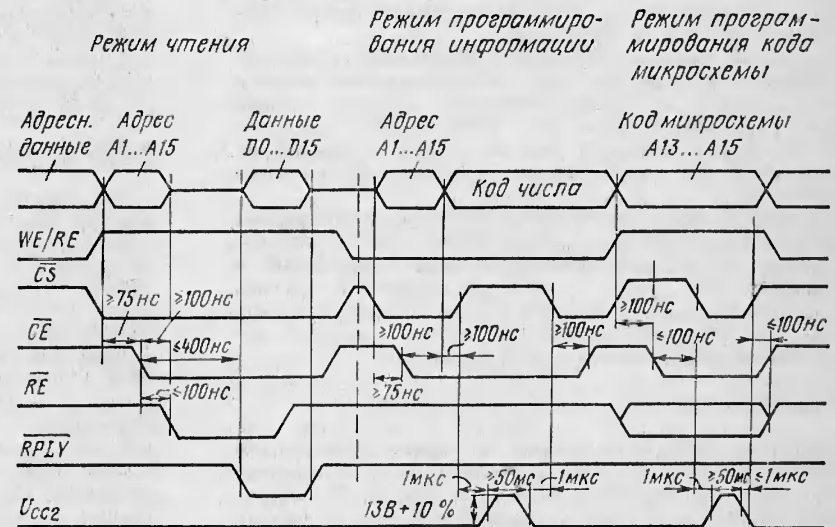 Режим чтения
Режим программиро-
вания информации
Режим програм-
мирования кода
микросхемы
Адресн.
данные
Адрес
A1...A15
Данные
D0...D15
Адрес
A1...A15
Код микросхемы
A13...A15
Код числа
WE/RE
CS
≥75нс
≥100нс
≥100нс
≥100нс
≥100нс
≥100нс
≤100нс
≤100нс
CE
≤400нс
≥75нс
RE
≤100нс
RPLY
1мкс
≥50мс
1мкс
1мкс
≥50мс
≤1мкс
UCC2
13В+10 %